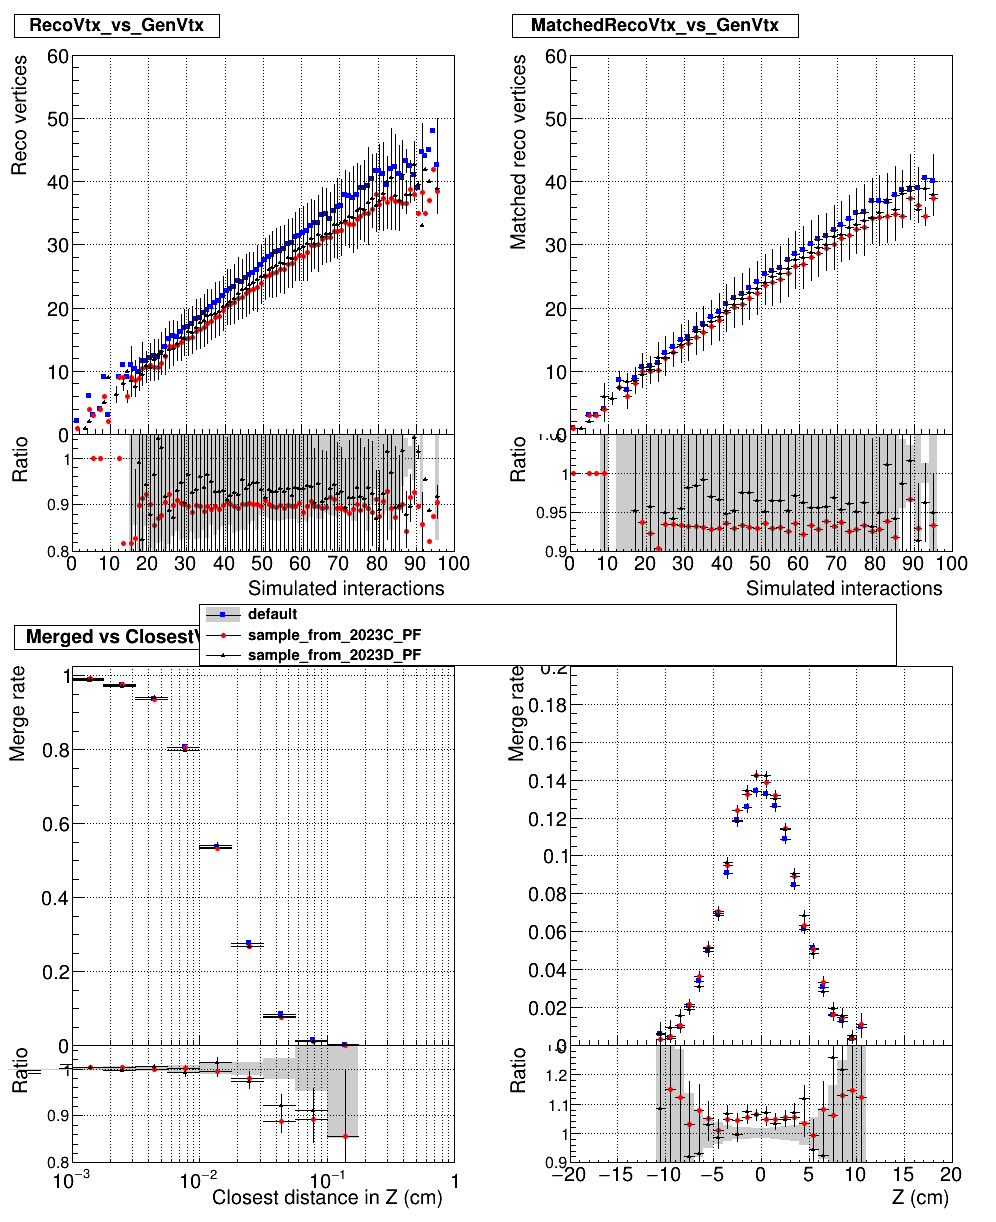 RecoVtx_vs_GenVtx
Reco vertices
60
50
40
30
20
10
0
Ratio
1
0.9
0.8
0 10 20 30 40 50 60 70 80 90 100
Simulated interactions
MatchedRecoVtx_vs_GenVtx
Matched reco vertices
60
50
40
30
20
10
0
Ratio
1
0.95
0.9
0 10 20 30 40 50 60 70 80 90 100
Simulated interactions
default
sample_from_2023C_PF
sample_from_2023D_PF
Merged vs Closest
Merge rate
1
0.8
0.6
0.4
0.2
0
Ratio
1
0.9
0.8
10−3 10−2 10−1 1
Closest distance in Z (cm)
Merge rate
0.2
0.18
0.16
0.14
0.12
0.1
0.08
0.06
0.04
0.02
0
Ratio
1.2
1.1
1
0.9
−20 −15 −10 −5 0 5 10 15 20
Z (cm)